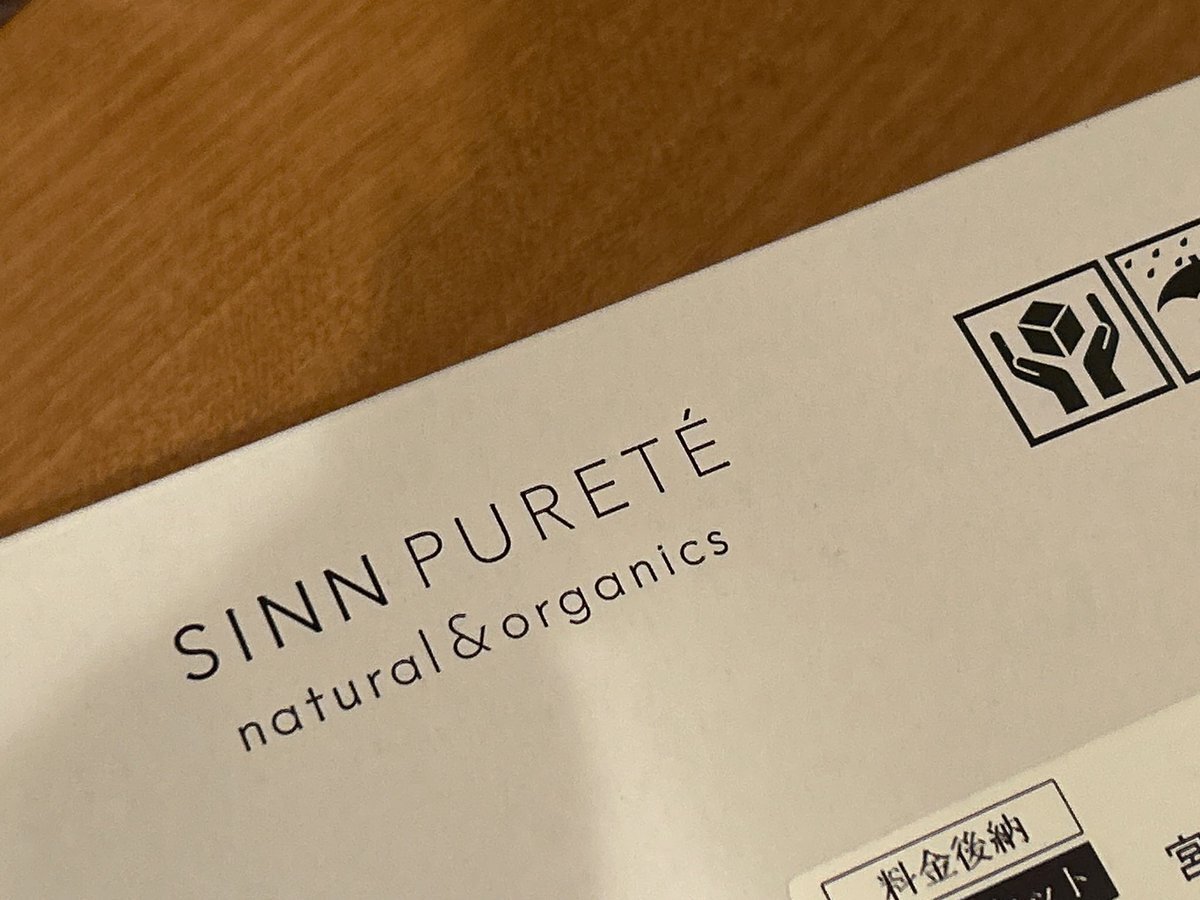 SINN PURETÉ
natural&organics
料金後納